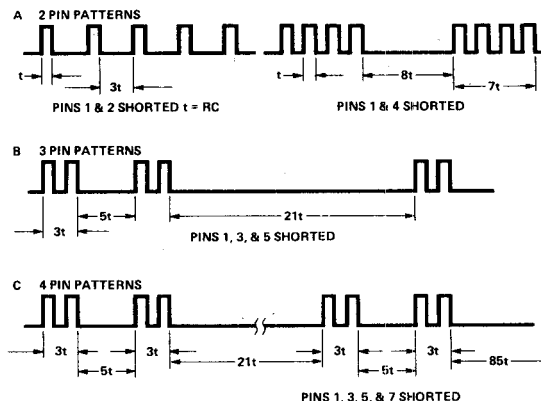 A 2 PIN PATTERNS
t 3t t 8t 7t
PINS 1 & 2 SHORTED t = RC
PINS 1 & 4 SHORTED
B 3 PIN PATTERNS
3t 5t 21t
PINS 1, 3, & 5 SHORTED
C 4 PIN PATTERNS
3t 3t 3t 3t
5t 21t 5t 85t
PINS 1, 3, 5, & 7 SHORTED